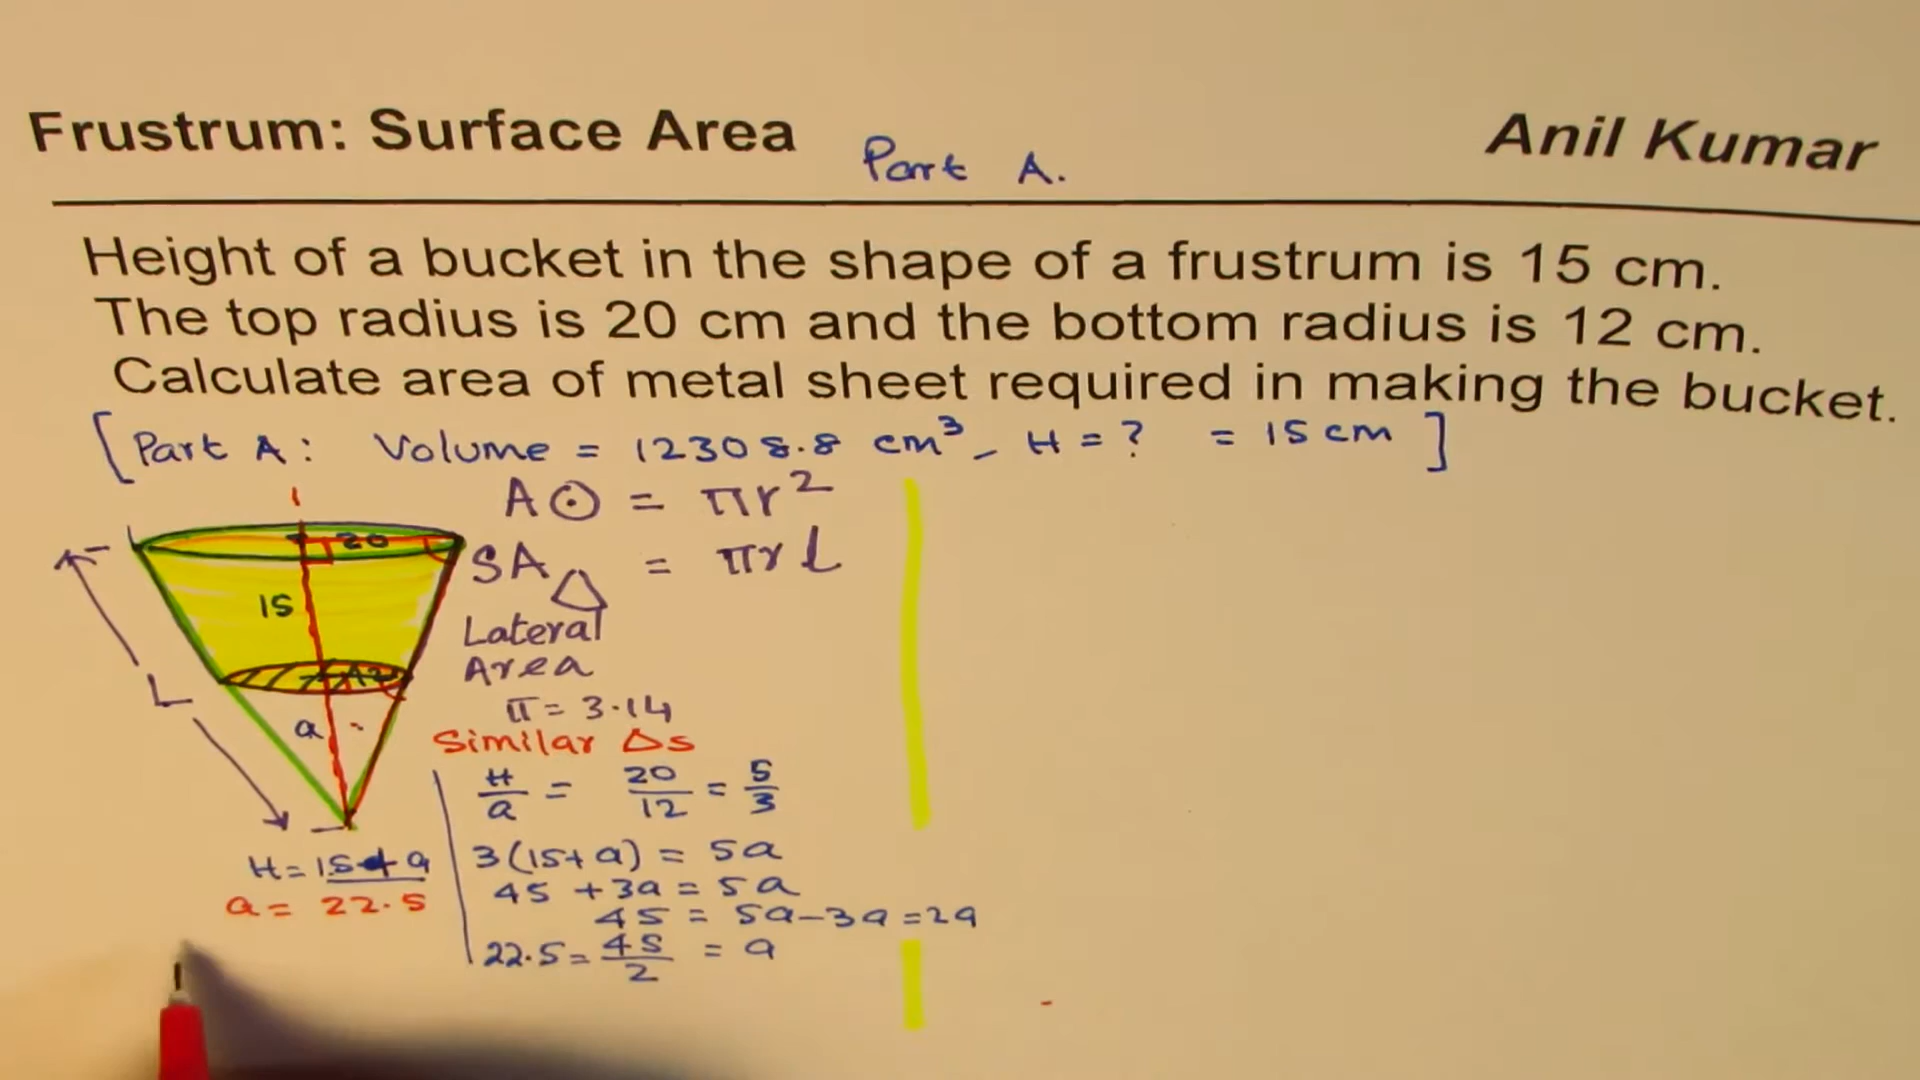 Frustrum: Surface Area
Part A.
Anil Kumar
Height of a bucket in the shape of a frustrum is 15 cm.
The top radius is 20 cm and the bottom radius is 12 cm.
Calculate area of metal sheet required in making the bucket.
[Part A: Volume = 12308.8 cm³, H = ? = 15 cm]
A⊙ = πr²
SA△ = πrl
Lateral
Area
π = 3.14
20
15
12
a
L
Similar Δs
H/a = 20/12 = 5/3
3(15+a) = 5a
45 + 3a = 5a
45 = 5a-3a = 2a
22.5 = 45/2 = a
H = 15+a
a = 22.5